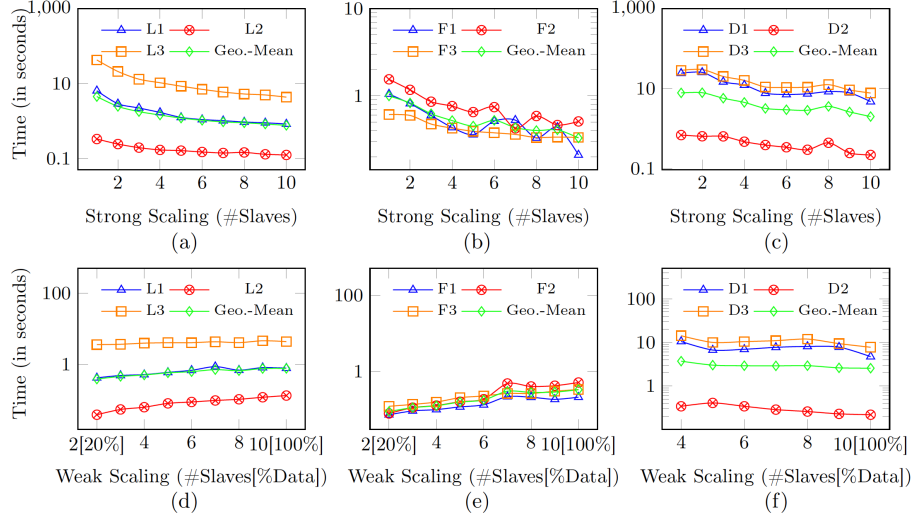 1,000
10
0.1
Time (in seconds)
L1
L2
L3
Geo.-Mean
2
4
6
8
10
Strong Scaling (#Slaves)
(a)
10
1
F1
F2
F3
Geo.-Mean
2
4
6
8
10
Strong Scaling (#Slaves)
(b)
1,000
10
0.1
D1
D2
D3
Geo.-Mean
2
4
6
8
10
Strong Scaling (#Slaves)
(c)
100
1
Time (in seconds)
L1
L2
L3
Geo.-Mean
2[20%]
4
6
8
10[100%]
Weak Scaling (#Slaves[%Data])
(d)
100
1
F1
F2
F3
Geo.-Mean
2[20%]
4
6
8
10[100%]
Weak Scaling (#Slaves[%Data])
(e)
100
10
1
D1
D2
D3
Geo.-Mean
4
6
8
10[100%]
Weak Scaling (#Slaves[%Data])
(f)